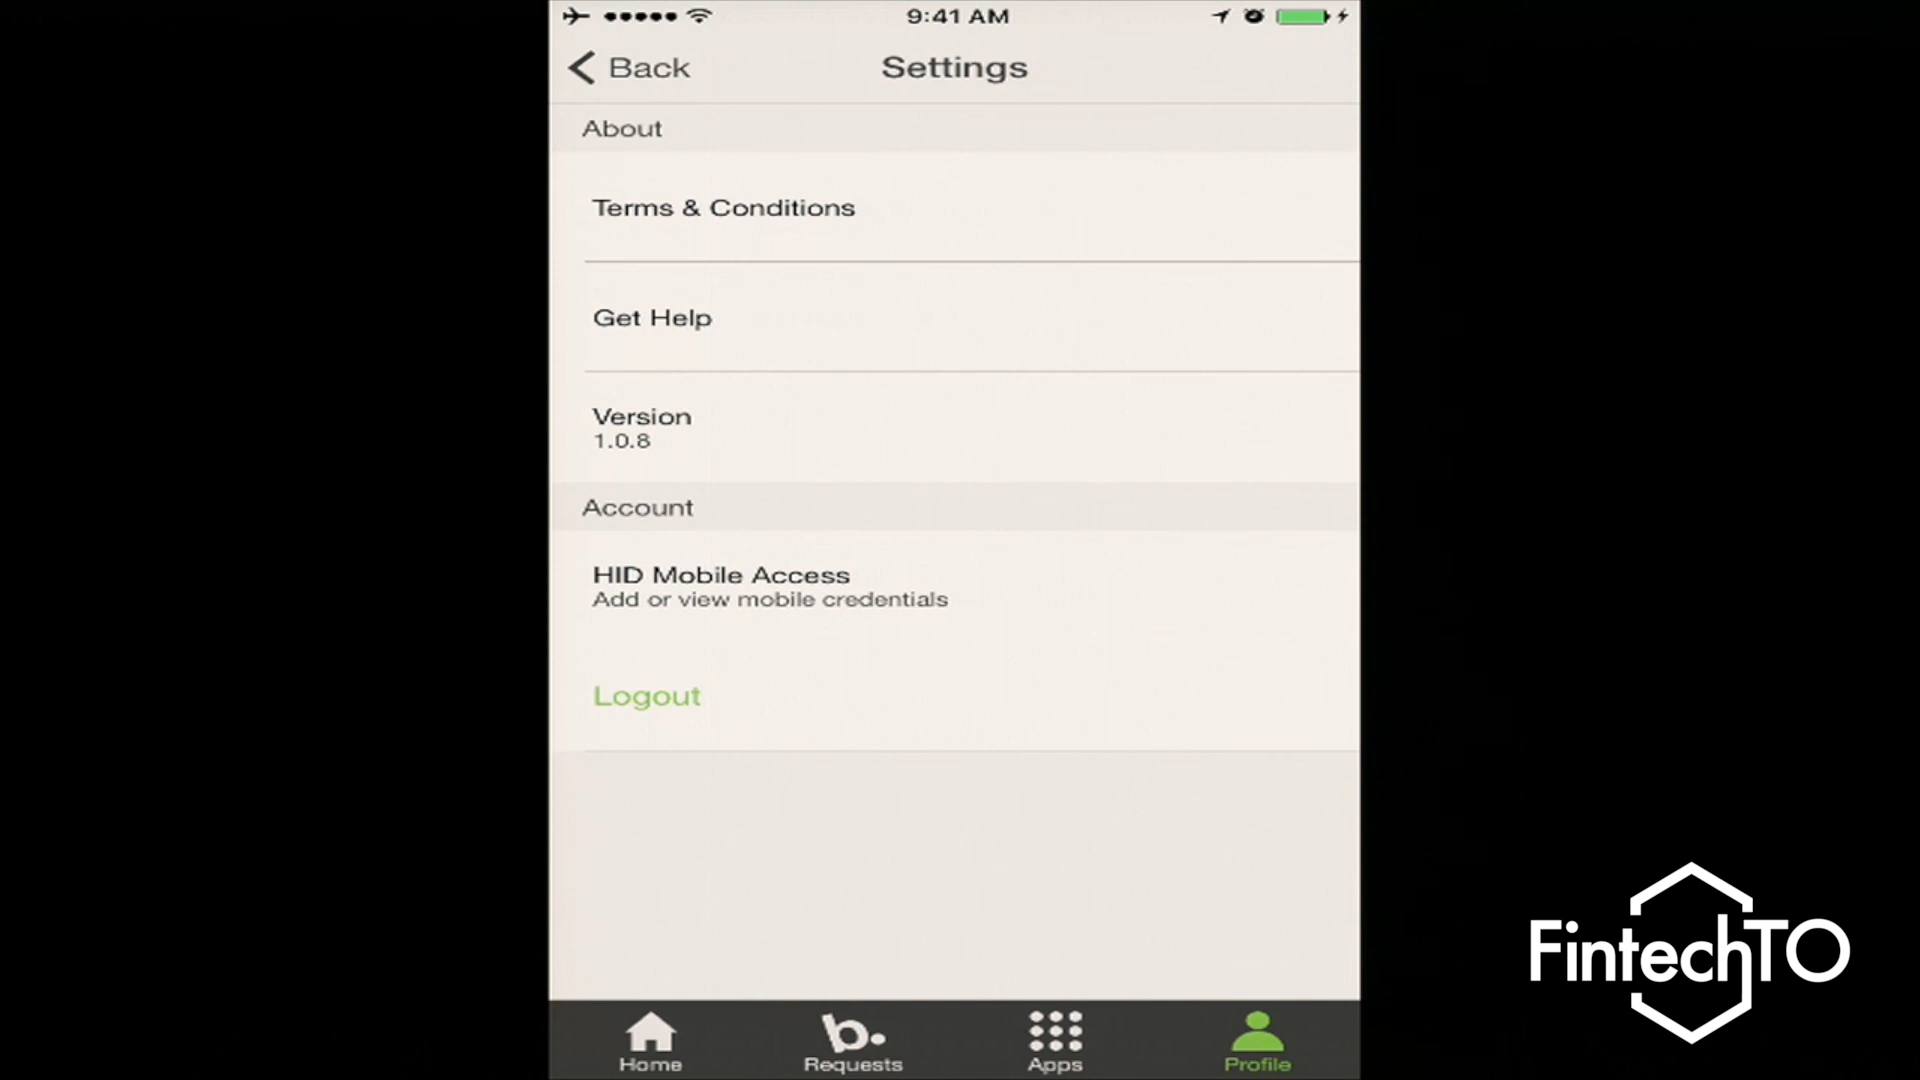 9:41 AM
Back
Settings
About
Terms & Conditions
Get Help
Version
1.0.8
Account
HID Mobile Access
Add or view mobile credentials
Logout
Home
Requests
Apps
Profile
FintechTO